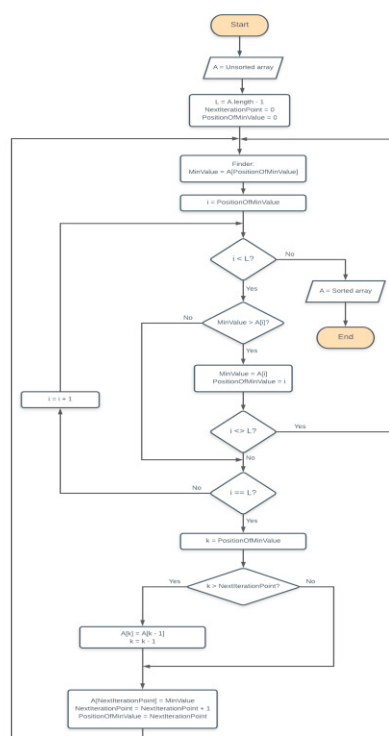 Start
A = Unsorted array
L = A.length - 1
NextIterationPoint = 0
PositionOfMinValue = 0
Finder:
MinValue = A[PositionOfMinValue]
i = PositionOfMinValue
i < L?
No
Yes
A = Sorted array
End
MinValue > A[i]?
No
Yes
MinValue = A[i]
PositionOfMinValue = i
i = i + 1
i <> L?
Yes
No
i == L?
No
Yes
k = PositionOfMinValue
k > NextIterationPoint?
Yes
No
A[k] = A[k - 1]
k = k - 1
A[NextIterationPoint] = MinValue
NextIterationPoint = NextIterationPoint + 1
PositionOfMinValue = NextIterationPoint